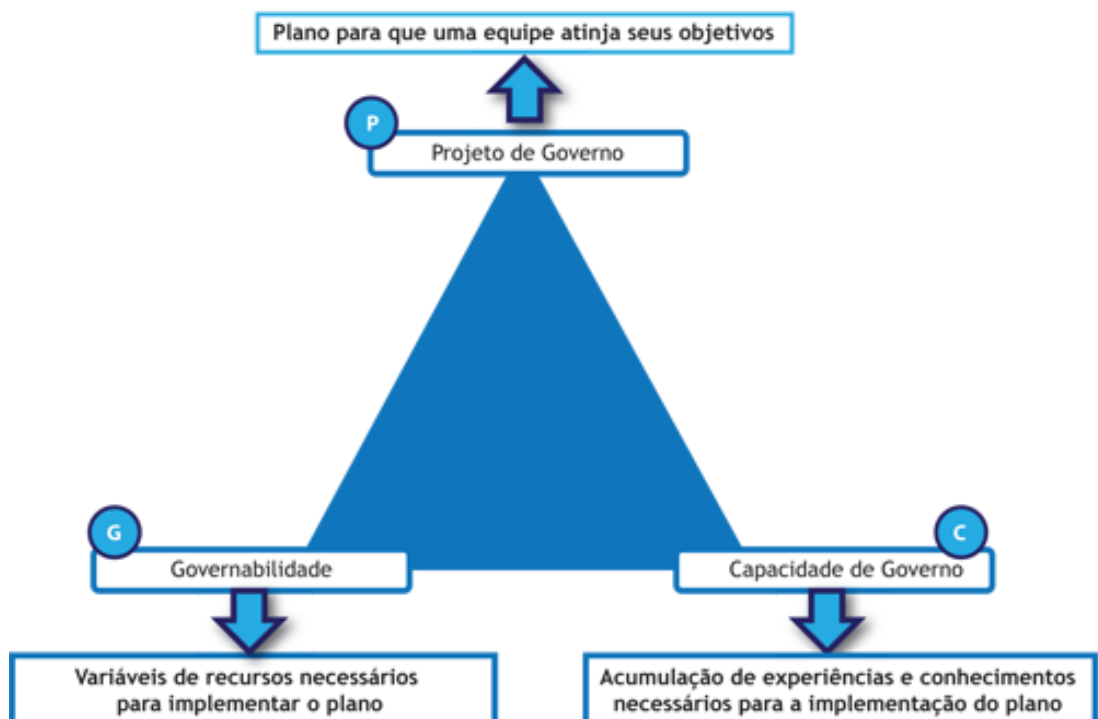 Plano para que uma equipe atinja seus objetivos
P
Projeto de Governo
G
Governabilidade
C
Capacidade de Governo
Variáveis de recursos necessários
para implementar o plano
Acumulação de experiências e conhecimentos
necessários para a implementação do plano